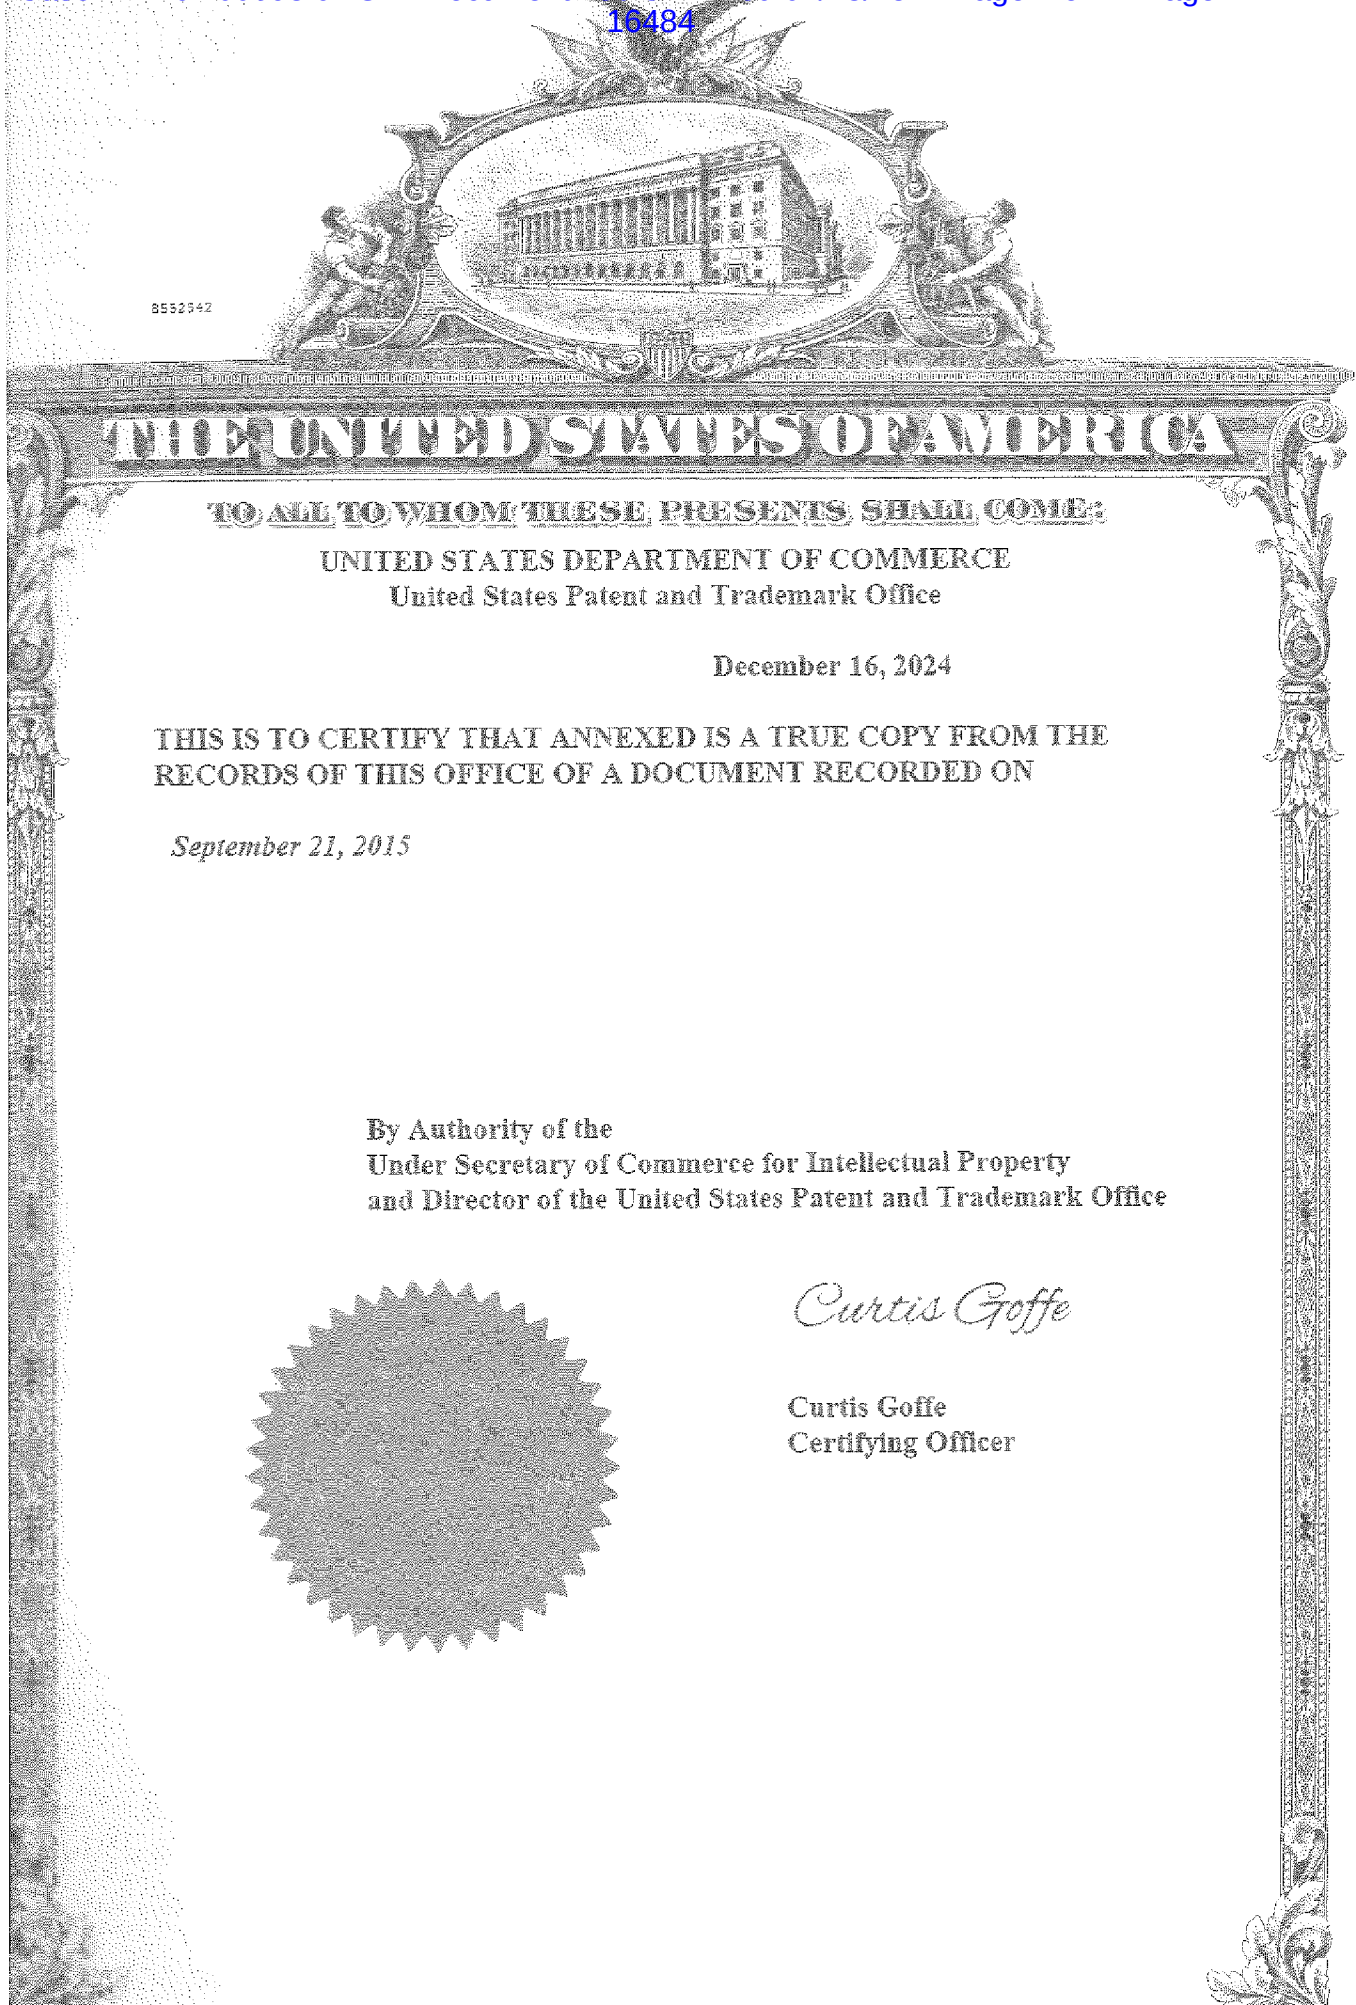 16484
8552542
THE UNITED STATES OF AMERICA
TO ALL TO WHOM THESE PRESENTS SHALL COME:
UNITED STATES DEPARTMENT OF COMMERCE
United States Patent and Trademark Office
December 16, 2024
THIS IS TO CERTIFY THAT ANNEXED IS A TRUE COPY FROM THE
RECORDS OF THIS OFFICE OF A DOCUMENT RECORDED ON
September 21, 2015
By Authority of the
Under Secretary of Commerce for Intellectual Property
and Director of the United States Patent and Trademark Office
Curtis Goffe
Curtis Goffe
Certifying Officer